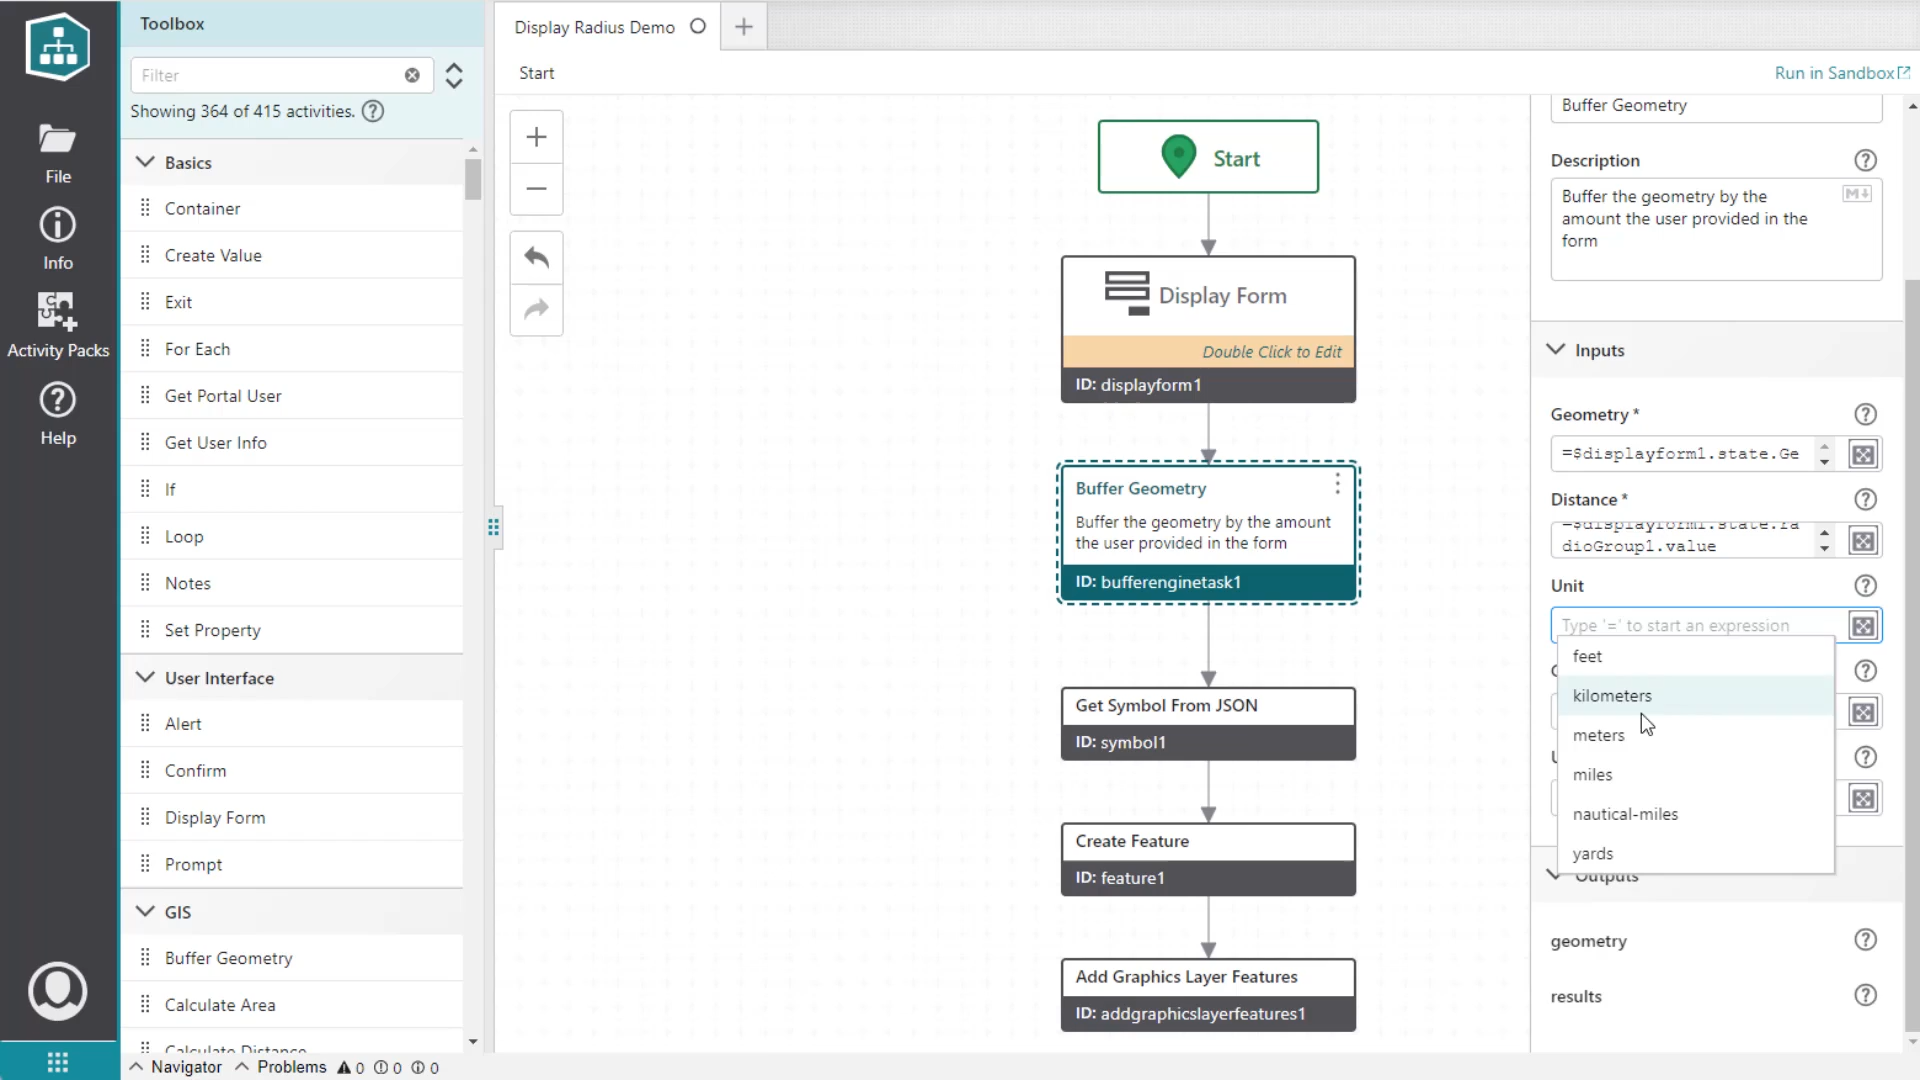 Toolbox
Display Radius Demo
Filter
Start
Run in Sandbox
Showing 364 of 415 activities.
File
Info
Activity Packs
Help
Basics
Container
Create Value
Exit
For Each
Get Portal User
Get User Info
If
Loop
Notes
Set Property
User Interface
Alert
Confirm
Display Form
Prompt
GIS
Buffer Geometry
Calculate Area
Calculate Distance
Navigator
Problems
0
0
0
Start
Display Form
Double Click to Edit
ID: displayform1
Buffer Geometry
Buffer the geometry by the amount
the user provided in the form
ID: bufferenginetask1
Get Symbol From JSON
ID: symbol1
Create Feature
ID: feature1
Add Graphics Layer Features
ID: addgraphicslayerfeatures1
Buffer Geometry
Description
Buffer the geometry by the
amount the user provided in the
form
M
Inputs
Geometry *
=$displayform1.state.Ge
Distance *
=$displayform1.state.ra
dioGroup1.value
Unit
Type '=' to start an expression
feet
kilometers
meters
miles
nautical-miles
yards
Outputs
geometry
results